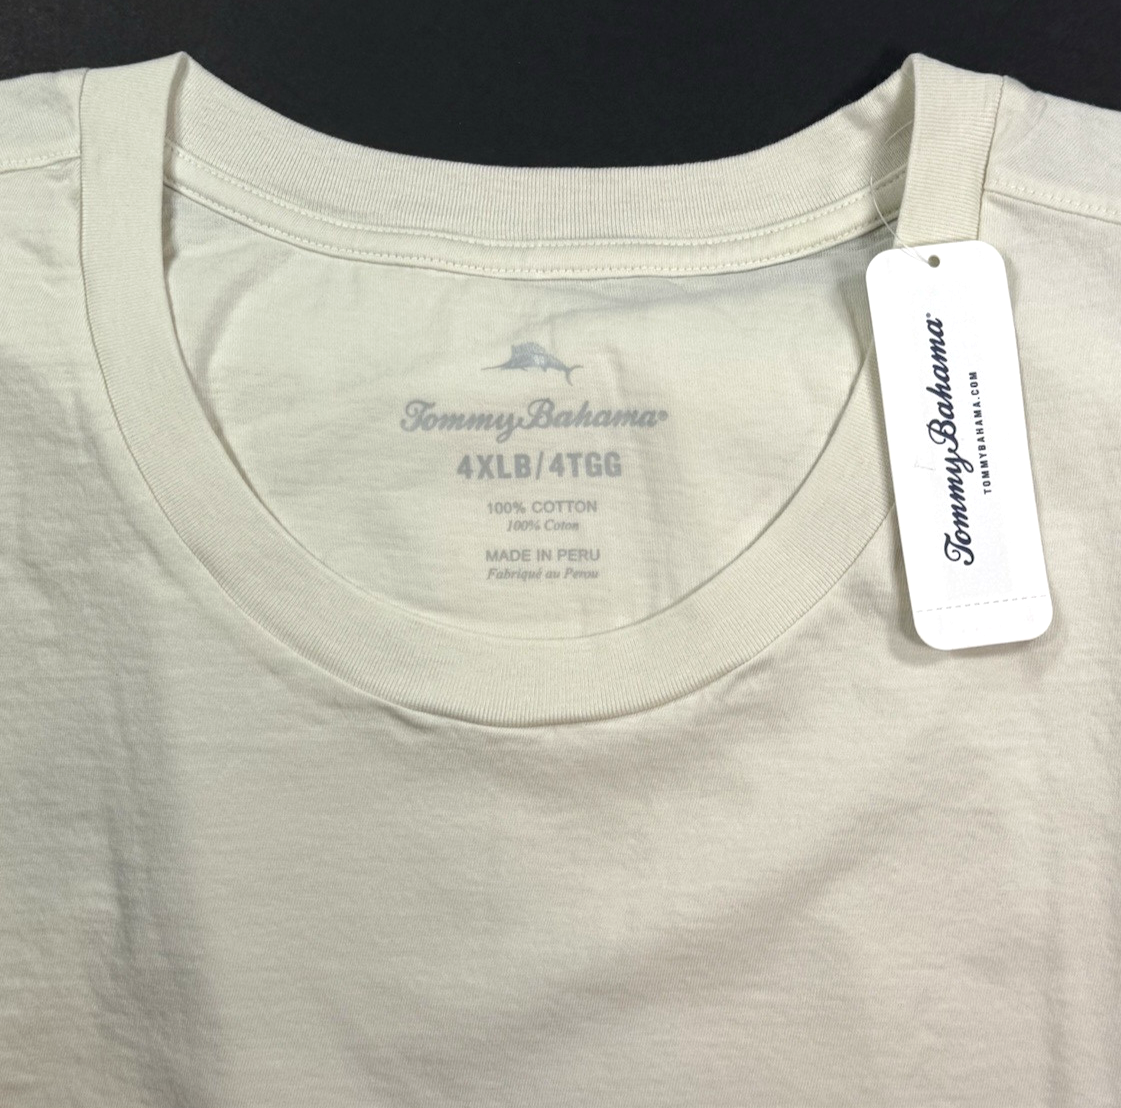 Tommy Bahama®
4XLB/4TGG
100% COTTON
100% Coton
MADE IN PERU
Fabriqué au Perou
Tommy Bahama®
TOMMYBAHAMA.COM